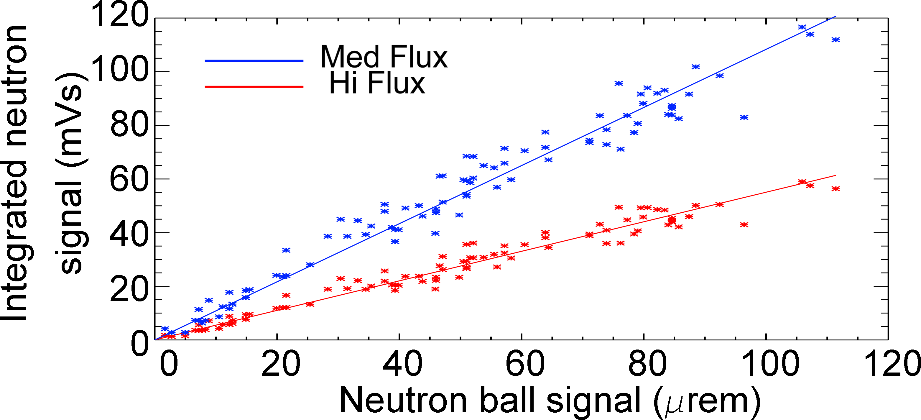 Integrated neutron
signal (mVs)
120
100
80
60
40
20
0
Med Flux
Hi Flux
0 20 40 60 80 100 120
Neutron ball signal (μrem)